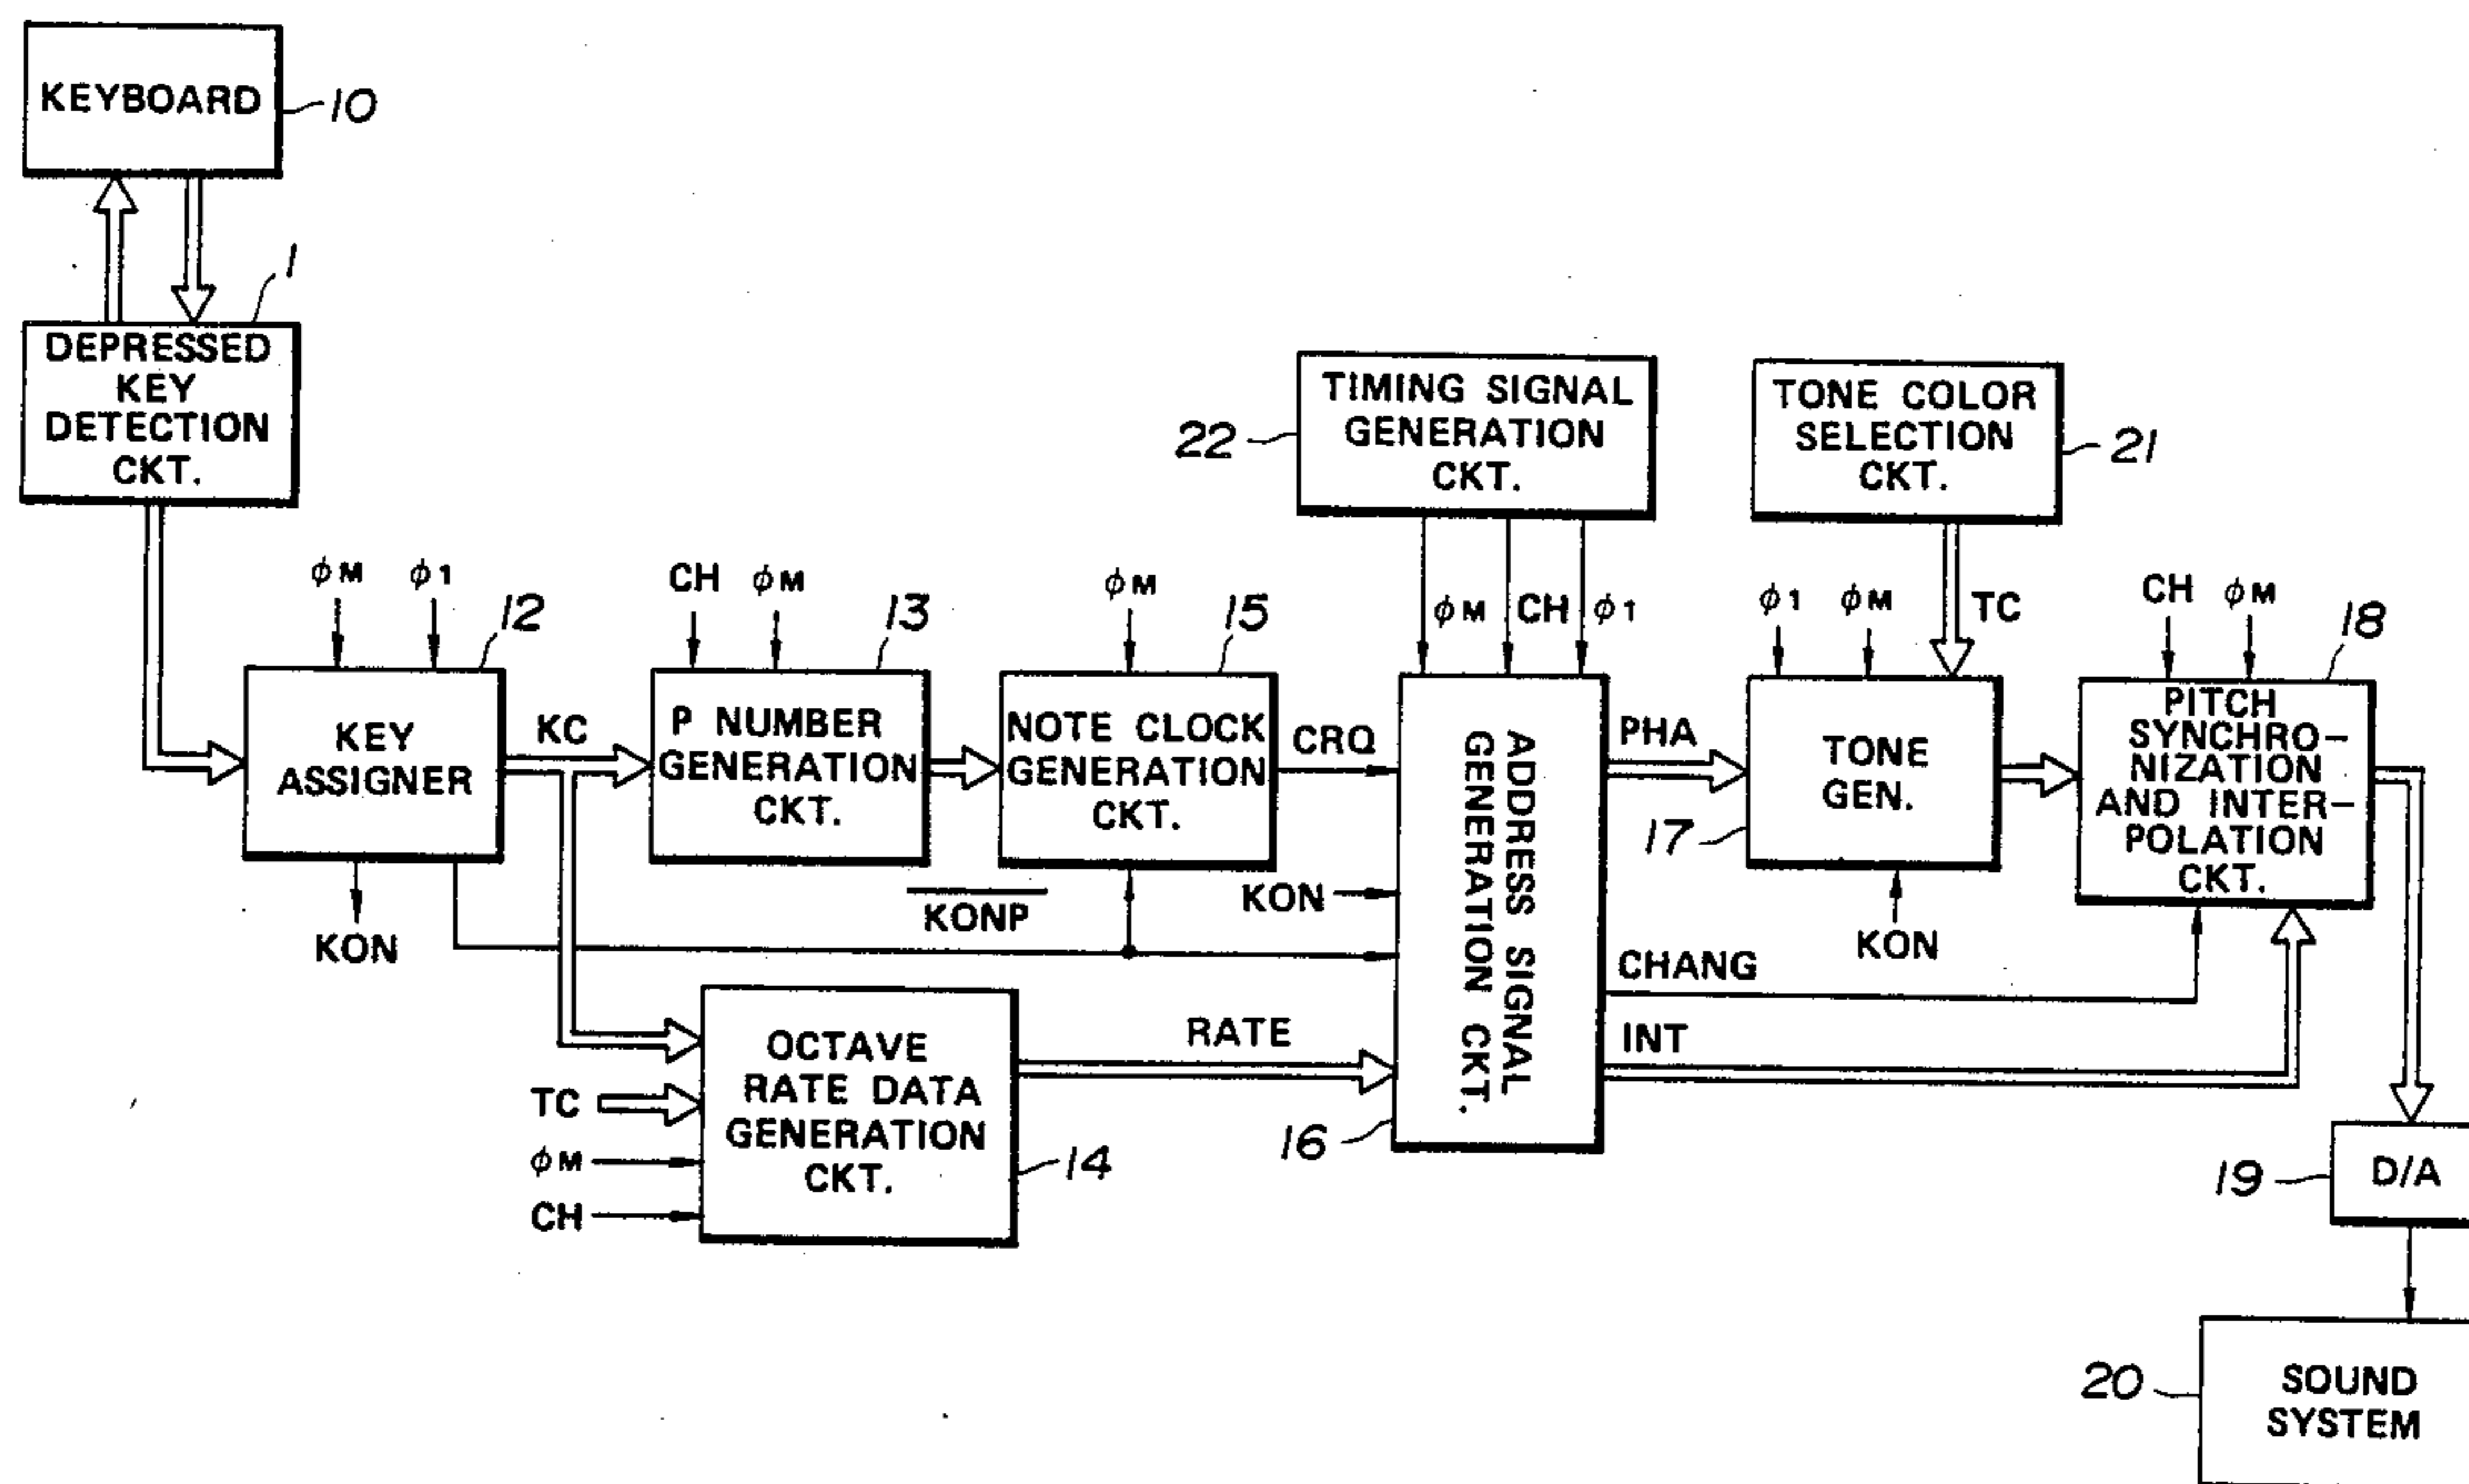 KEYBOARD
10
1
DEPRESSED
KEY
DETECTION
CKT.
TIMING SIGNAL
GENERATION
CKT.
22
TONE COLOR
SELECTION
CKT.
21
φM
φ1
12
CH
φM
13
φM
15
φM
CH
φ1
φ1
φM
TC
CH
φM
18
KEY
ASSIGNER
KC
P NUMBER
GENERATION
CKT.
NOTE CLOCK
GENERATION
CKT.
CRQ
ADDRESS SIGNAL
GENERATION CKT.
16
PHA
TONE
GEN.
17
PITCH
SYNCHRO-
NIZATION
AND INTER-
POLATION
CKT.
KON
K̅O̅N̅P̅
KON
KON
CHANG
INT
RATE
OCTAVE
RATE DATA
GENERATION
CKT.
14
TC
φM
CH
19
D/A
20
SOUND
SYSTEM